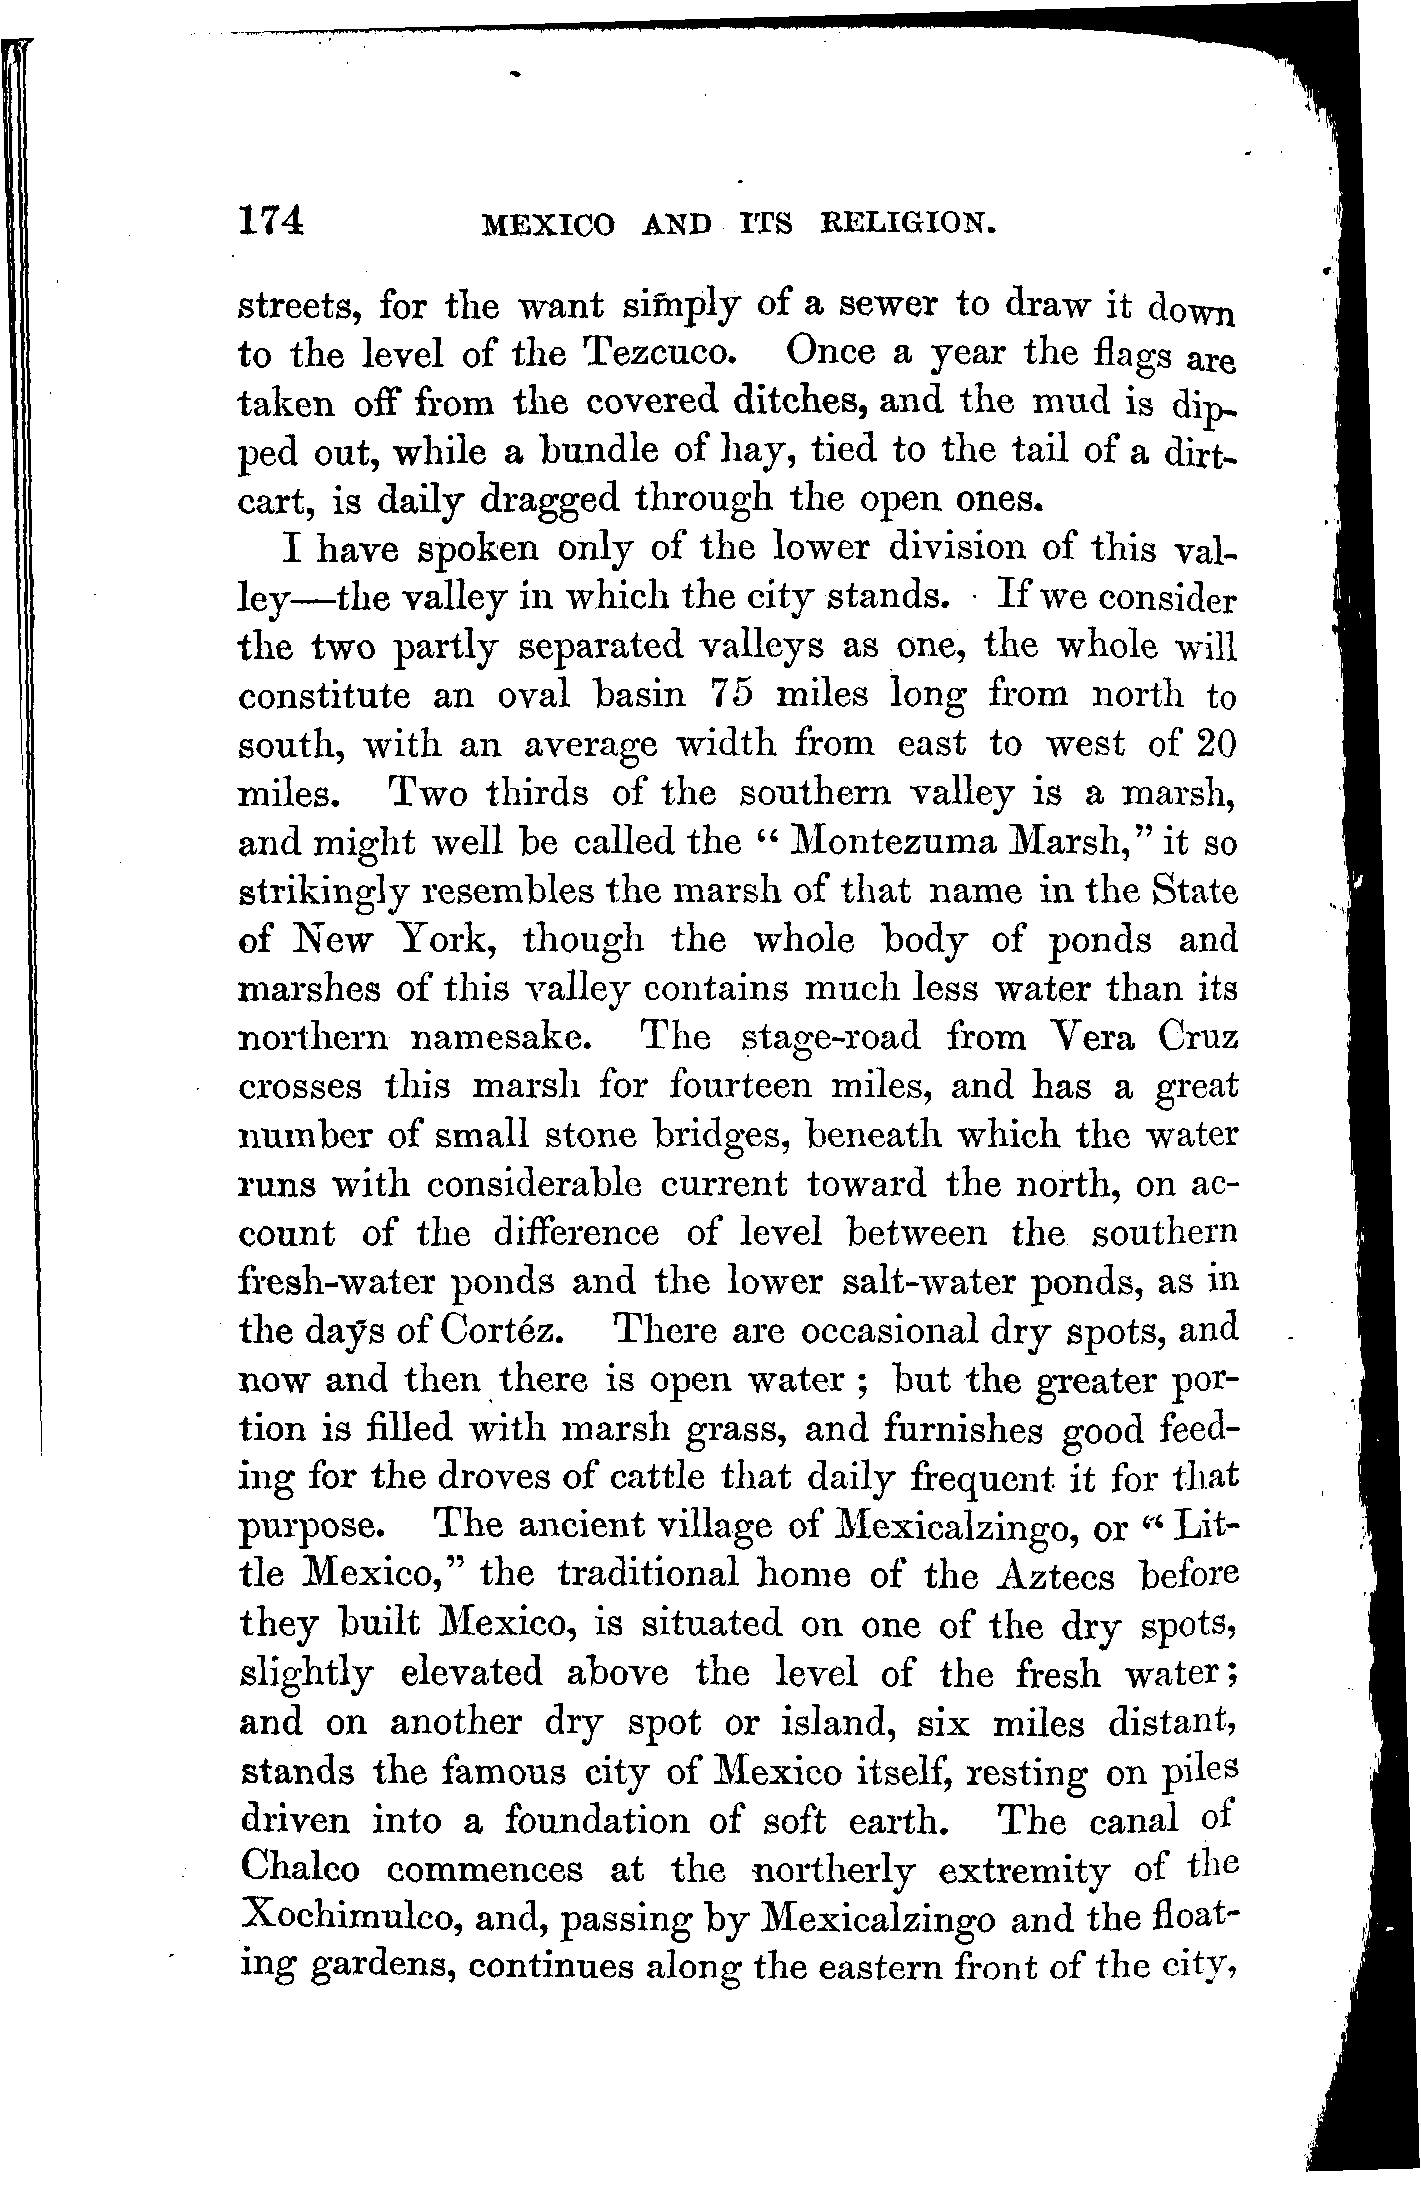 174 MEXICO AND ITS RELIGION.
streets, for the want simply of a sewer to draw it down
to the level of the Tezcuco. Once a year the flags are
taken off from the covered ditches, and the mud is dip-
ped out, while a bundle of hay, tied to the tail of a dirt-
cart, is daily dragged through the open ones.
I have spoken only of the lower division of this val-
ley—the valley in which the city stands. If we consider
the two partly separated valleys as one, the whole will
constitute an oval basin 75 miles long from north to
south, with an average width from east to west of 20
miles. Two thirds of the southern valley is a marsh,
and might well be called the “ Montezuma Marsh,” it so
strikingly resembles the marsh of that name in the State
of New York, though the whole body of ponds and
marshes of this valley contains much less water than its
northern namesake. The stage-road from Vera Cruz
crosses this marsh for fourteen miles, and has a great
number of small stone bridges, beneath which the water
runs with considerable current toward the north, on ac-
count of the difference of level between the southern
fresh-water ponds and the lower salt-water ponds, as in
the days of Cortéz. There are occasional dry spots, and
now and then there is open water ; but the greater por-
tion is filled with marsh grass, and furnishes good feed-
ing for the droves of cattle that daily frequent it for that
purpose. The ancient village of Mexicalzingo, or “ Lit-
tle Mexico,” the traditional home of the Aztecs before
they built Mexico, is situated on one of the dry spots,
slightly elevated above the level of the fresh water;
and on another dry spot or island, six miles distant,
stands the famous city of Mexico itself, resting on piles
driven into a foundation of soft earth. The canal of
Chalco commences at the northerly extremity of the
Xochimulco, and, passing by Mexicalzingo and the float-
ing gardens, continues along the eastern front of the city,